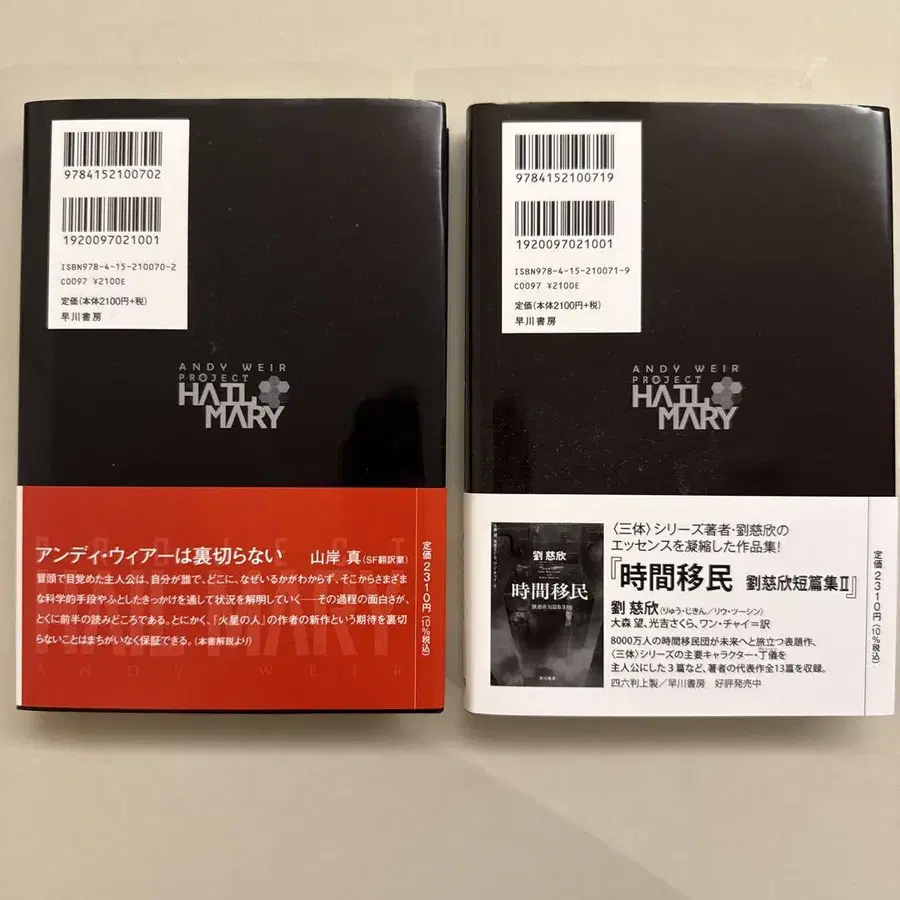 9784152100702
1920097021001
ISBN978-4-15-210070-2
C0097 ¥2100E
定価(本体2100円+税)
早川書房
ANDY WEIR
PROJECT
HAIL
MARY
アンディ・ウィアーは裏切らない 山岸 真(SF翻訳業)
冒頭で目覚めた主人公は、自分が誰で、どこに、なぜいるかがわからず、そこからさまざま
な科学的手段やふとしたきっかけを通して状況を解明していく——その過程の面白さが、
とくに前半の読みどころである。とにかく、『火星の人』の作者の新作という期待を裏切
らないことはまちがいなく保証できる。(本書解説より)
ANDY WEIR
定価2310円(10%税込)
9784152100719
1920097021001
ISBN978-4-15-210071-9
C0097 ¥2100E
定価(本体2100円+税)
早川書房
ANDY WEIR
PROJECT
HAIL
MARY
劉慈欣
時間移民
劉慈欣短篇集Ⅱ
早川書房
〈三体〉シリーズ著者・劉慈欣の
エッセンスを凝縮した作品集!
『時間移民 劉慈欣短篇集Ⅱ』
劉 慈欣(りゅう・じきん/リウ・ツーシン)
大森 望、光吉さくら、ワン・チャイ=訳
8000万人の時間移民団が未来へと旅立つ表題作、
〈三体〉シリーズの主要キャラクター・丁儀を
主人公にした3篇など、著者の代表作全13篇を収録。
四六判上製/早川書房 好評発売中
定価2310円(10%税込)